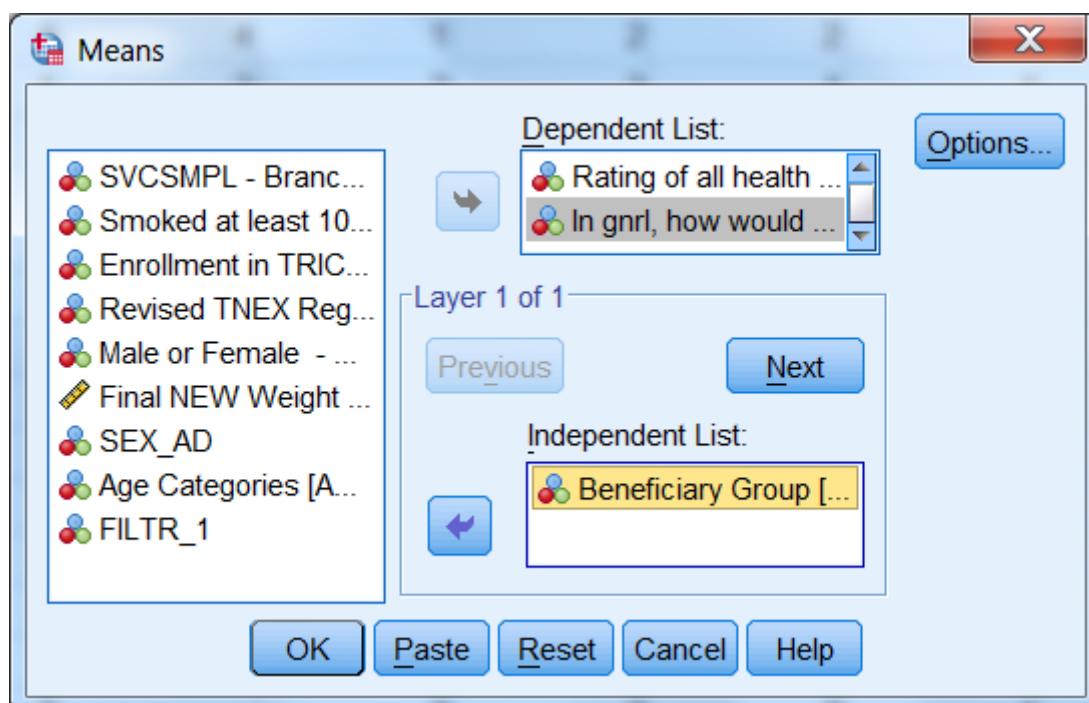 Means
Dependent List:
Options...
SVCSMPL - Branc...
Smoked at least 10...
Enrollment in TRIC...
Revised TNEX Reg...
Male or Female - ...
Final NEW Weight ...
SEX_AD
Age Categories [A...
FILTR_1
Rating of all health ...
In gnrl, how would ...
Layer 1 of 1
Previous
Next
Independent List:
Beneficiary Group [...
OK
Paste
Reset
Cancel
Help